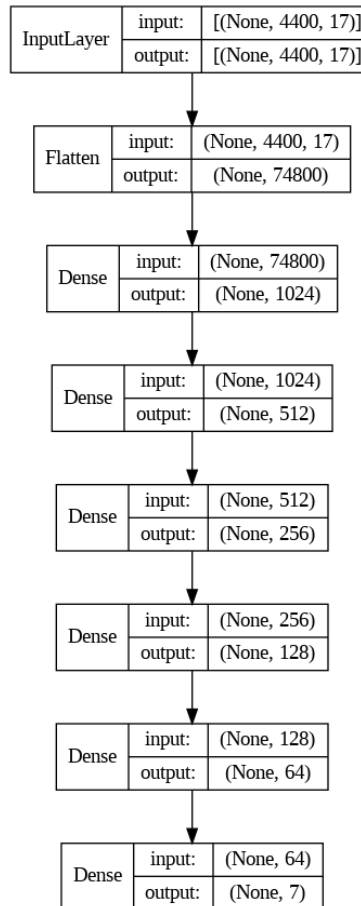 InputLayer input: [(None, 4400, 17)]
output: [(None, 4400, 17)]
Flatten input: (None, 4400, 17)
output: (None, 74800)
Dense input: (None, 74800)
output: (None, 1024)
Dense input: (None, 1024)
output: (None, 512)
Dense input: (None, 512)
output: (None, 256)
Dense input: (None, 256)
output: (None, 128)
Dense input: (None, 128)
output: (None, 64)
Dense input: (None, 64)
output: (None, 7)